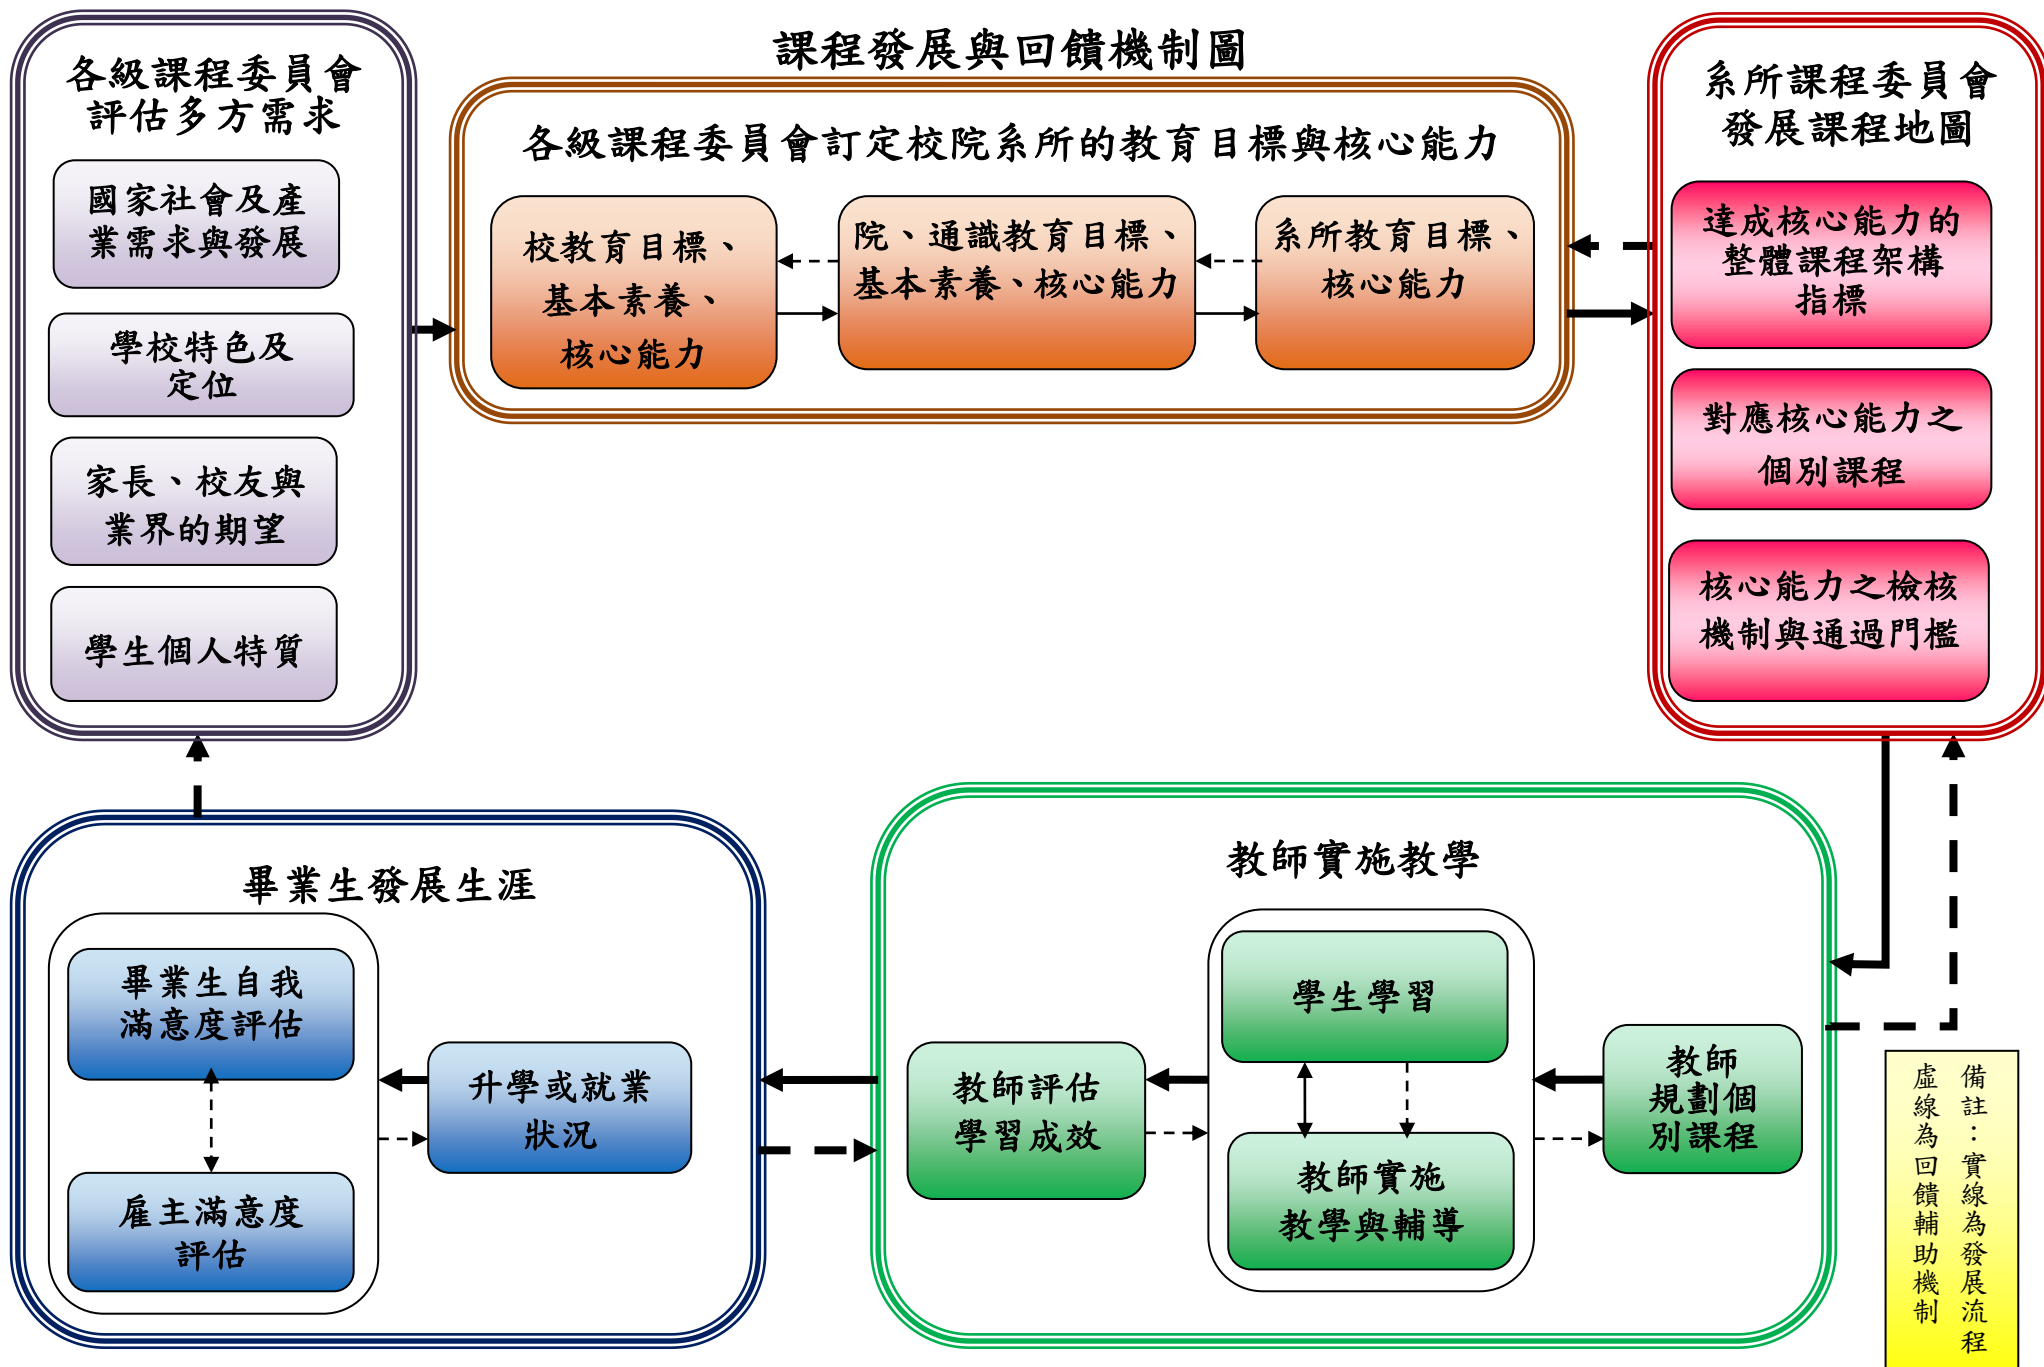 課程發展與回饋機制圖
各級課程委員會
評估多方需求
國家社會及產
業需求與發展
學校特色及
定位
家長、校友與
業界的期望
學生個人特質
各級課程委員會訂定校院系所的教育目標與核心能力
校教育目標、
基本素養、
核心能力
院、通識教育目標、
基本素養、核心能力
系所教育目標、
核心能力
系所課程委員會
發展課程地圖
達成核心能力的
整體課程架構
指標
對應核心能力之
個別課程
核心能力之檢核
機制與通過門檻
教師實施教學
教師
規劃個
別課程
學生學習
教師實施
教學與輔導
教師評估
學習成效
畢業生發展生涯
升學或就業
狀況
畢業生自我
滿意度評估
雇主滿意度
評估
備註：實線為發展流程
虛線為回饋輔助機制